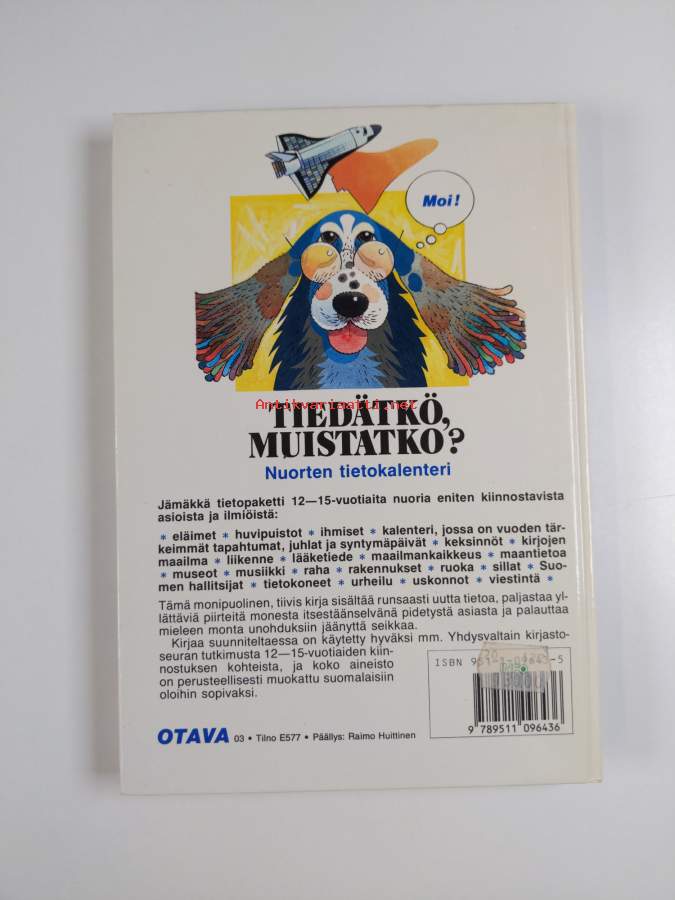 Moi!
Antikvariaatti.net
TIEDÄTKÖ,
MUISTATKO?
Nuorten tietokalenteri
Jämäkkä tietopaketti 12—15-vuotiaita nuoria eniten kiinnostavista
asioista ja ilmiöistä:
* eläimet * huvipuistot * ihmiset * kalenteri, jossa on vuoden tär-
keimmät tapahtumat, juhlat ja syntymäpäivät * keksinnöt * kirjojen
maailma * liikenne * lääketiede * maailmankaikkeus * maantietoa
* museot * musiikki * raha * rakennukset * ruoka * sillat * Suo-
men hallitsijat * tietokoneet * urheilu * uskonnot * viestintä *
Tämä monipuolinen, tiivis kirja sisältää runsaasti uutta tietoa, paljastaa yl-
lättäviä piirteitä monesta itsestäänselvänä pidetystä asiasta ja palauttaa
mieleen monta unohduksiin jäänyttä seikkaa.
Kirjaa suunniteltaessa on käytetty hyväksi mm. Yhdysvaltain kirjasto-
seuran tutkimusta 12—15-vuotiaiden kiin-
nostuksen kohteista, ja koko aineisto
on perusteellisesti muokattu suomalaisiin
oloihin sopivaksi.
ISBN
9 789511 096436
OTAVA 03 • Tilno E577 • Päällys: Raimo Huittinen